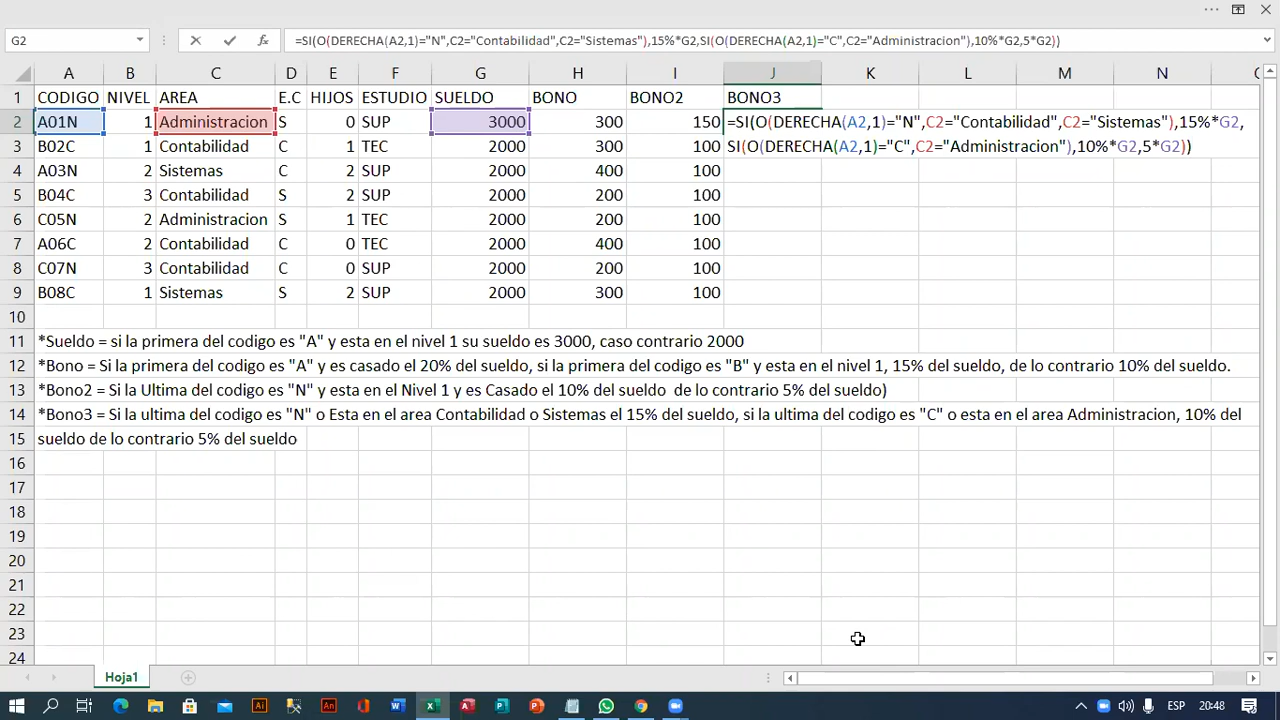 G2 =SI(O(DERECHA(A2,1)="N",C2="Contabilidad",C2="Sistemas"),15%*G2,SI(O(DERECHA(A2,1)="C",C2="Administracion"),10%*G2,5*G2))
A B C D E F G H I J K L M N
1 CODIGO NIVEL AREA E.C HIJOS ESTUDIO SUELDO BONO BONO2 BONO3
2 A01N 1 Administracion S 0 SUP 3000 300 150 =SI(O(DERECHA(A2,1)="N",C2="Contabilidad",C2="Sistemas"),15%*G2,
3 B02C 1 Contabilidad C 1 TEC 2000 300 100 SI(O(DERECHA(A2,1)="C",C2="Administracion"),10%*G2,5*G2))
4 A03N 2 Sistemas C 2 SUP 2000 400 100
5 B04C 3 Contabilidad S 2 SUP 2000 200 100
6 C05N 2 Administracion S 1 TEC 2000 200 100
7 A06C 2 Contabilidad C 0 TEC 2000 400 100
8 C07N 3 Contabilidad C 0 SUP 2000 200 100
9 B08C 1 Sistemas S 2 SUP 2000 300 100
10
11 *Sueldo = si la primera del codigo es "A" y esta en el nivel 1 su sueldo es 3000, caso contrario 2000
12 *Bono = Si la primera del codigo es "A" y es casado el 20% del sueldo, si la primera del codigo es "B" y esta en el nivel 1, 15% del sueldo, de lo contrario 10% del sueldo.
13 *Bono2 = Si la Ultima del codigo es "N" y esta en el Nivel 1 y es Casado el 10% del sueldo de lo contrario 5% del sueldo)
14 *Bono3 = Si la ultima del codigo es "N" o Esta en el area Contabilidad o Sistemas el 15% del sueldo, si la ultima del codigo es "C" o esta en el area Administracion, 10% del
15 sueldo de lo contrario 5% del sueldo
16
17
18
19
20
21
22
23
24
Hoja1
ESP 20:48